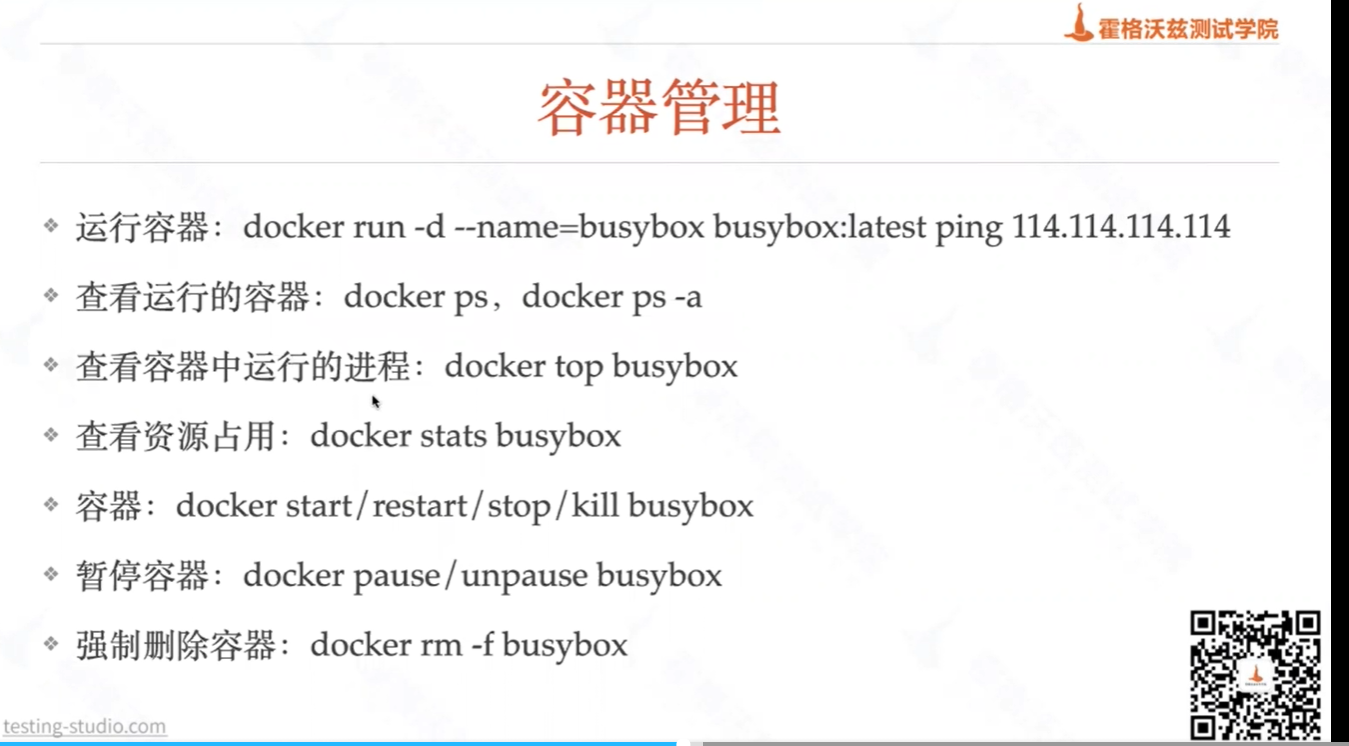 霍格沃兹测试学院
容器管理
运行容器：docker run -d --name=busybox busybox:latest ping 114.114.114.114
查看运行的容器：docker ps，docker ps -a
查看容器中运行的进程：docker top busybox
查看资源占用：docker stats busybox
容器：docker start/restart/stop/kill busybox
暂停容器：docker pause/unpause busybox
强制删除容器：docker rm -f busybox
testing-studio.com